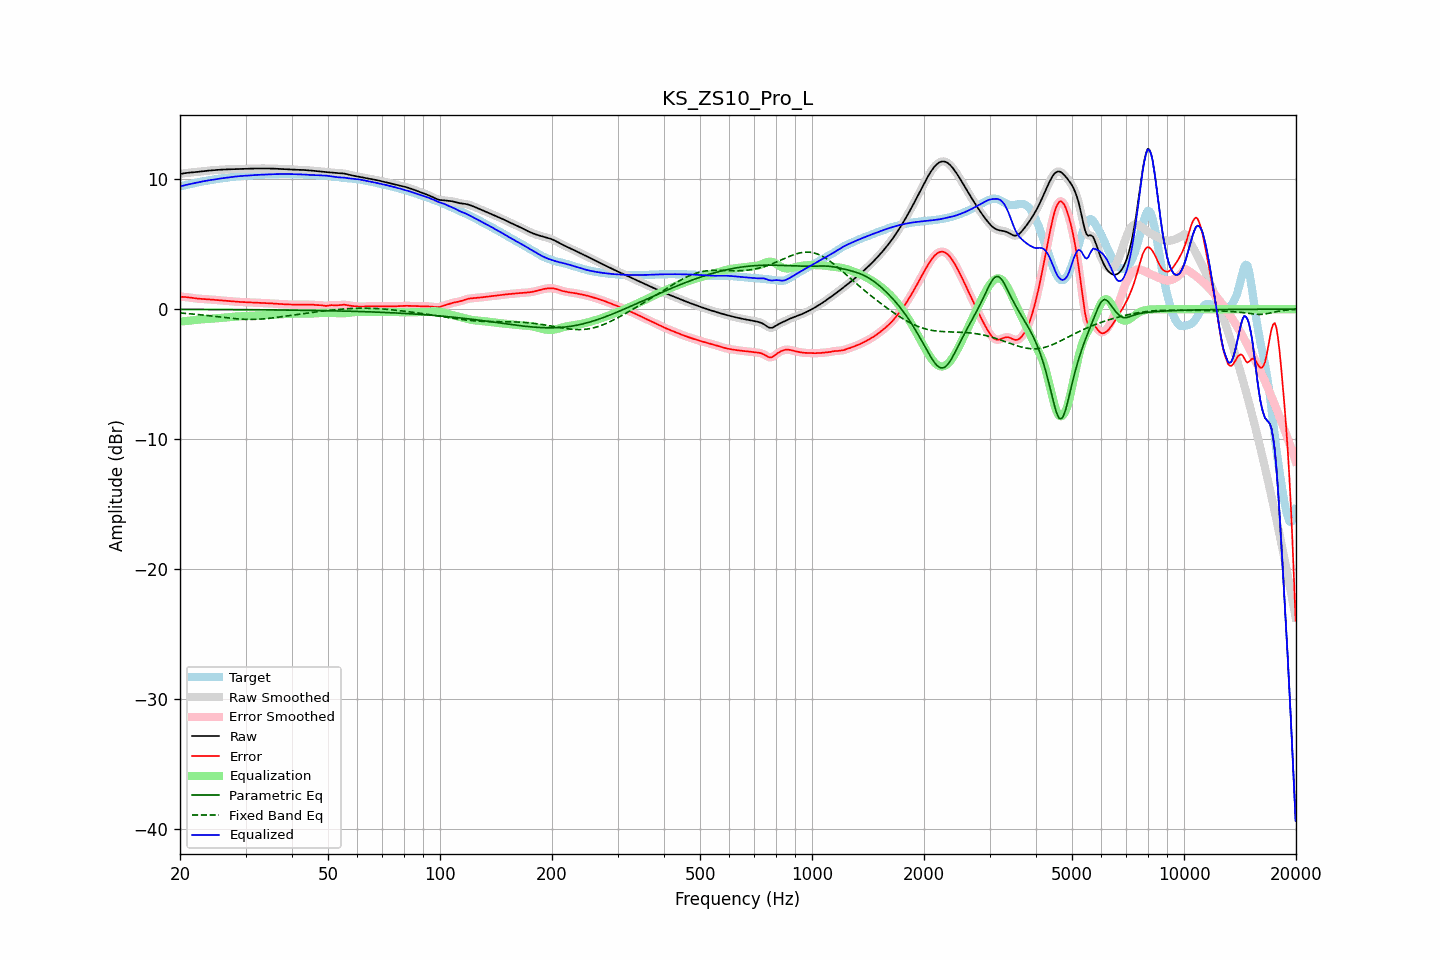 KS_ZS10_Pro_L
Amplitude (dBr)
10
0
−10
−20
−30
−40
Target
Raw Smoothed
Error Smoothed
Raw
Error
Equalization
Parametric Eq
Fixed Band Eq
Equalized
20 50 100 200 500 1000 2000 5000 10000 20000
Frequency (Hz)